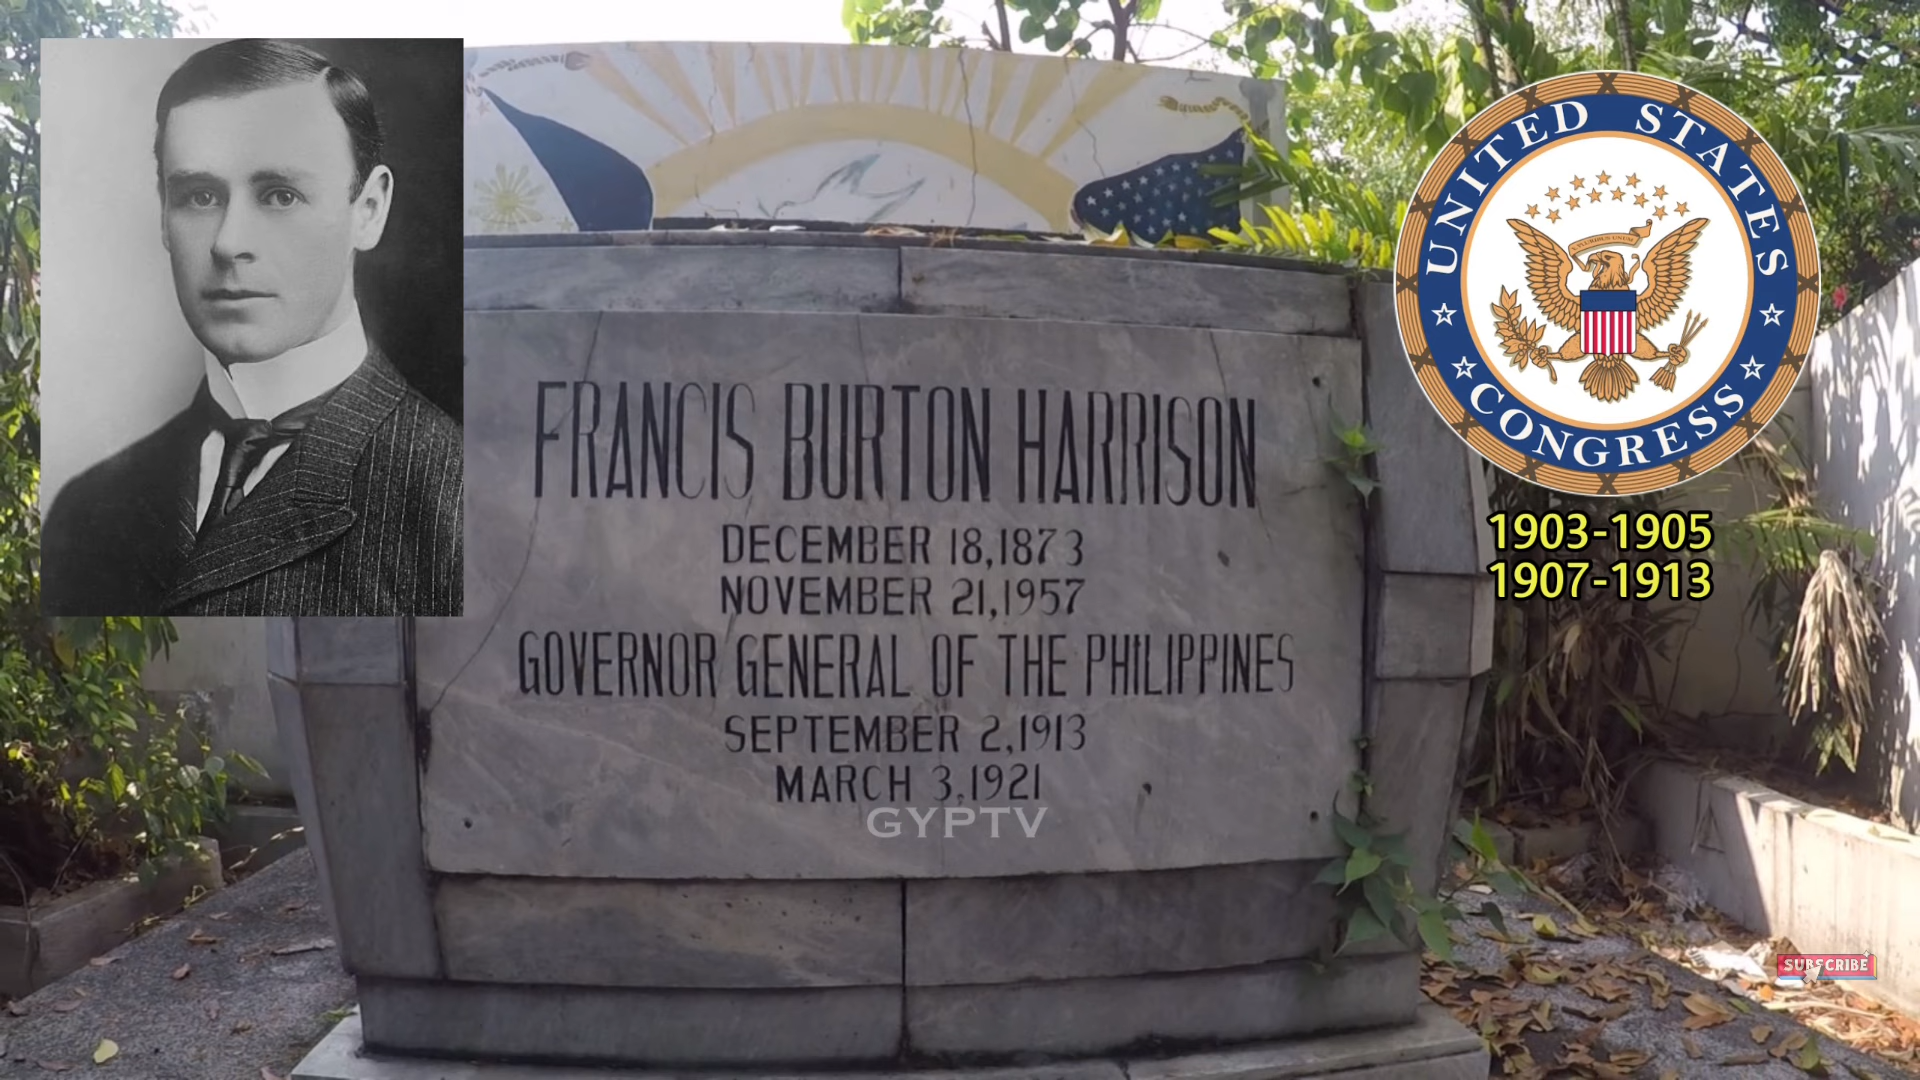 FRANCIS BURTON HARRISON
DECEMBER 18,1873
NOVEMBER 21,1957
GOVERNOR GENERAL OF THE PHILIPPINES
SEPTEMBER 2,1913
MARCH 3,1921
GYPTV
UNITED STATES
CONGRESS
1903-1905
1907-1913
SUBSCRIBE